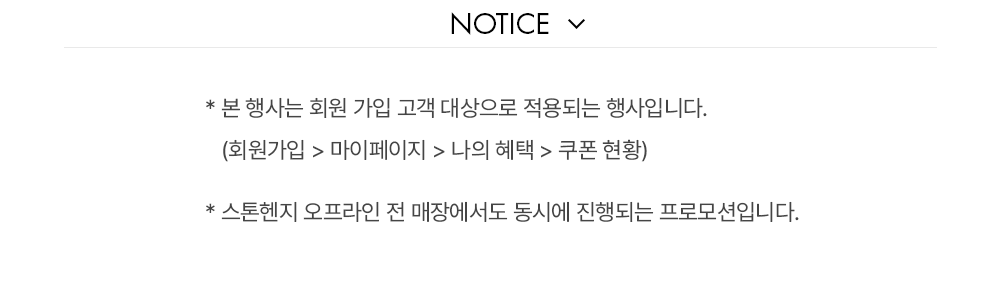 NOTICE
* 본 행사는 회원 가입 고객 대상으로 적용되는 행사입니다.
(회원가입 > 마이페이지 > 나의 혜택 > 쿠폰 현황)
* 스톤헨지 오프라인 전 매장에서도 동시에 진행되는 프로모션입니다.